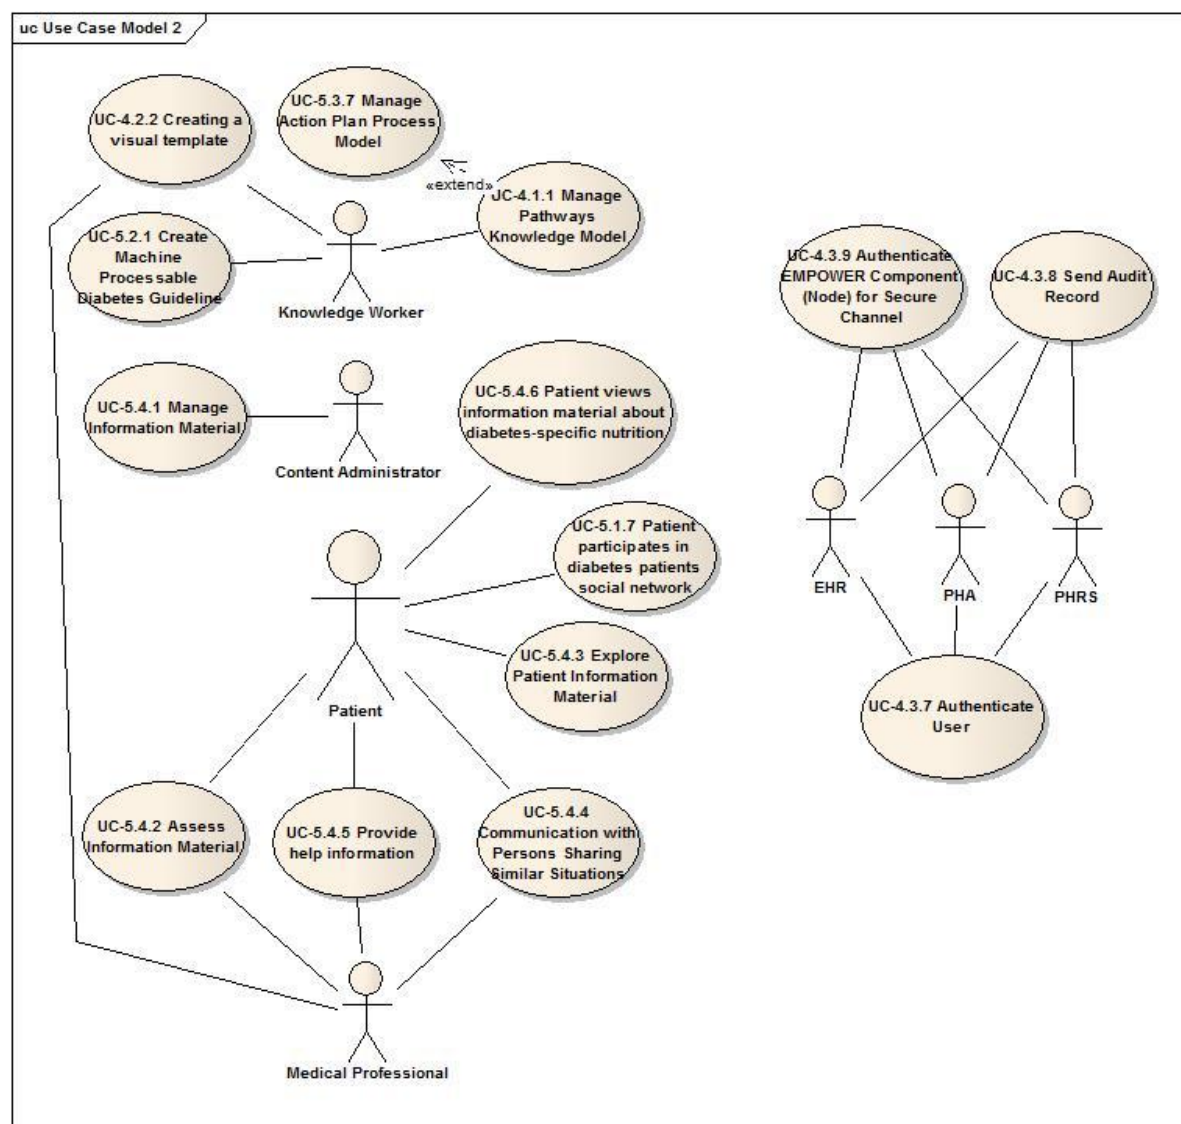 uc Use Case Model 2
UC-4.2.2 Creating a
visual template
UC-5.3.7 Manage
Action Plan Process
Model
«extend»
UC-4.1.1 Manage
Pathways
Knowledge Model
UC-5.2.1 Create
Machine
Processable
Diabetes Guideline
Knowledge Worker
UC-4.3.9 Authenticate
EMPOWER Component
(Node) for Secure
Channel
UC-4.3.8 Send Audit
Record
UC-5.4.1 Manage
Information Material
Content Administrator
UC-5.4.6 Patient views
information material about
diabetes-specific nutrition
UC-5.1.7 Patient
participates in
diabetes patients
social network
EHR
PHA
PHRS
UC-5.4.3 Explore
Patient Information
Material
Patient
UC-4.3.7 Authenticate
User
UC-5.4.2 Assess
Information Material
UC-5.4.5 Provide
help information
UC-5.4.4
Communication with
Persons Sharing
Similar Situations
Medical Professional